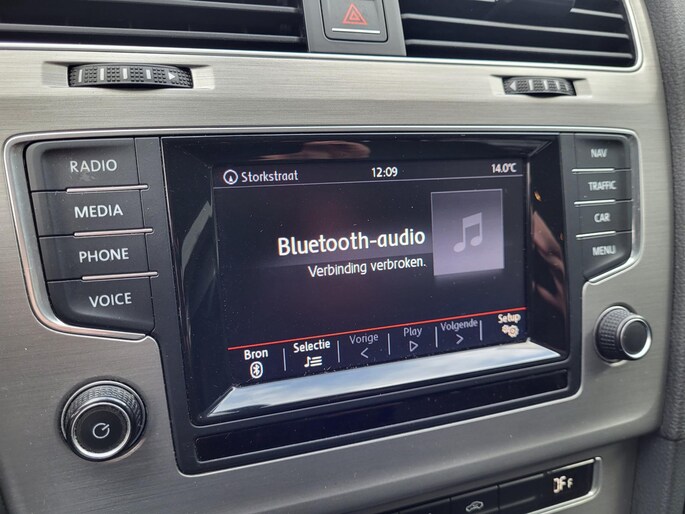 RADIO
MEDIA
PHONE
VOICE
Storkstraat 12:09 14.0°C
Bluetooth-audio
Verbinding verbroken.
Bron Selectie Vorige Play Volgende Setup
NAV
TRAFFIC
CAR
MENU
OFF